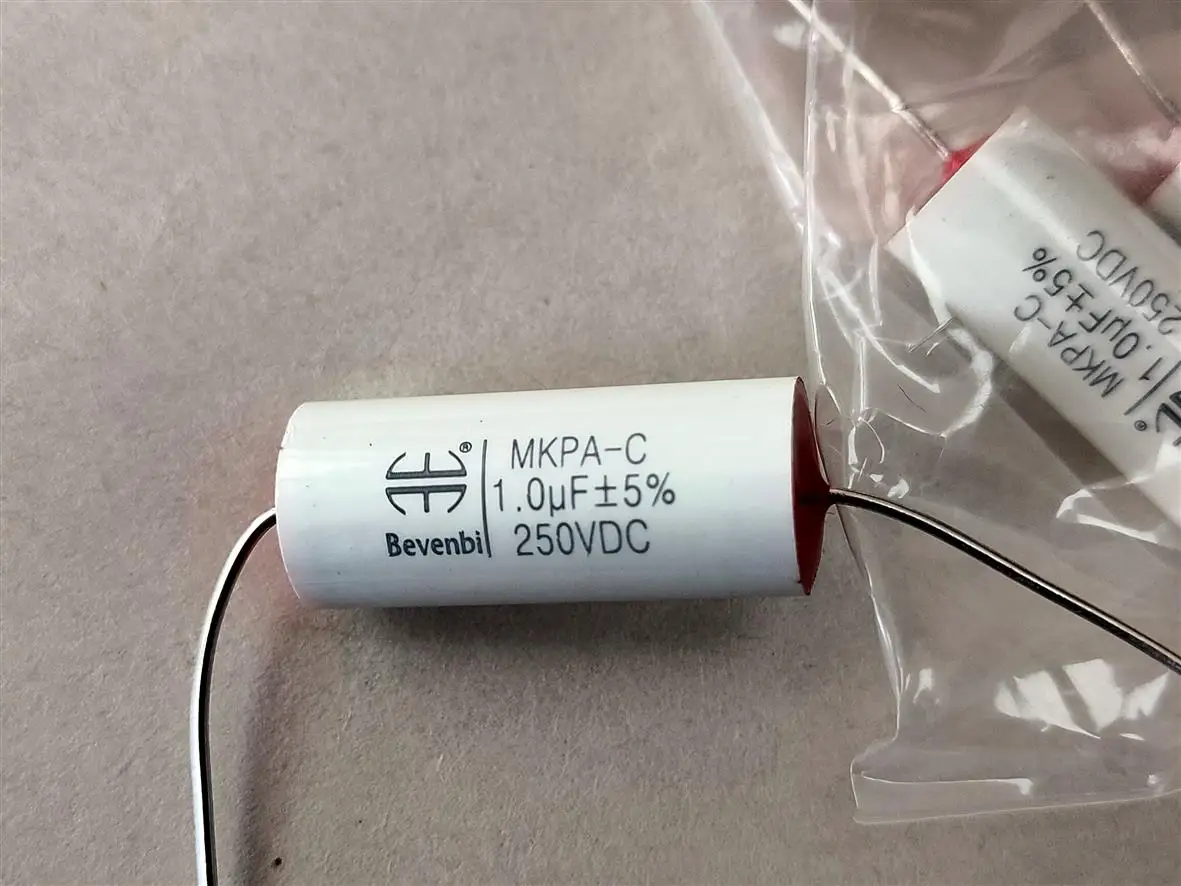 MKPA-C
1.0µF±5%
250VDC
Bevenbi
®
MKPA-C
1.0µF±5%
250VDC
®